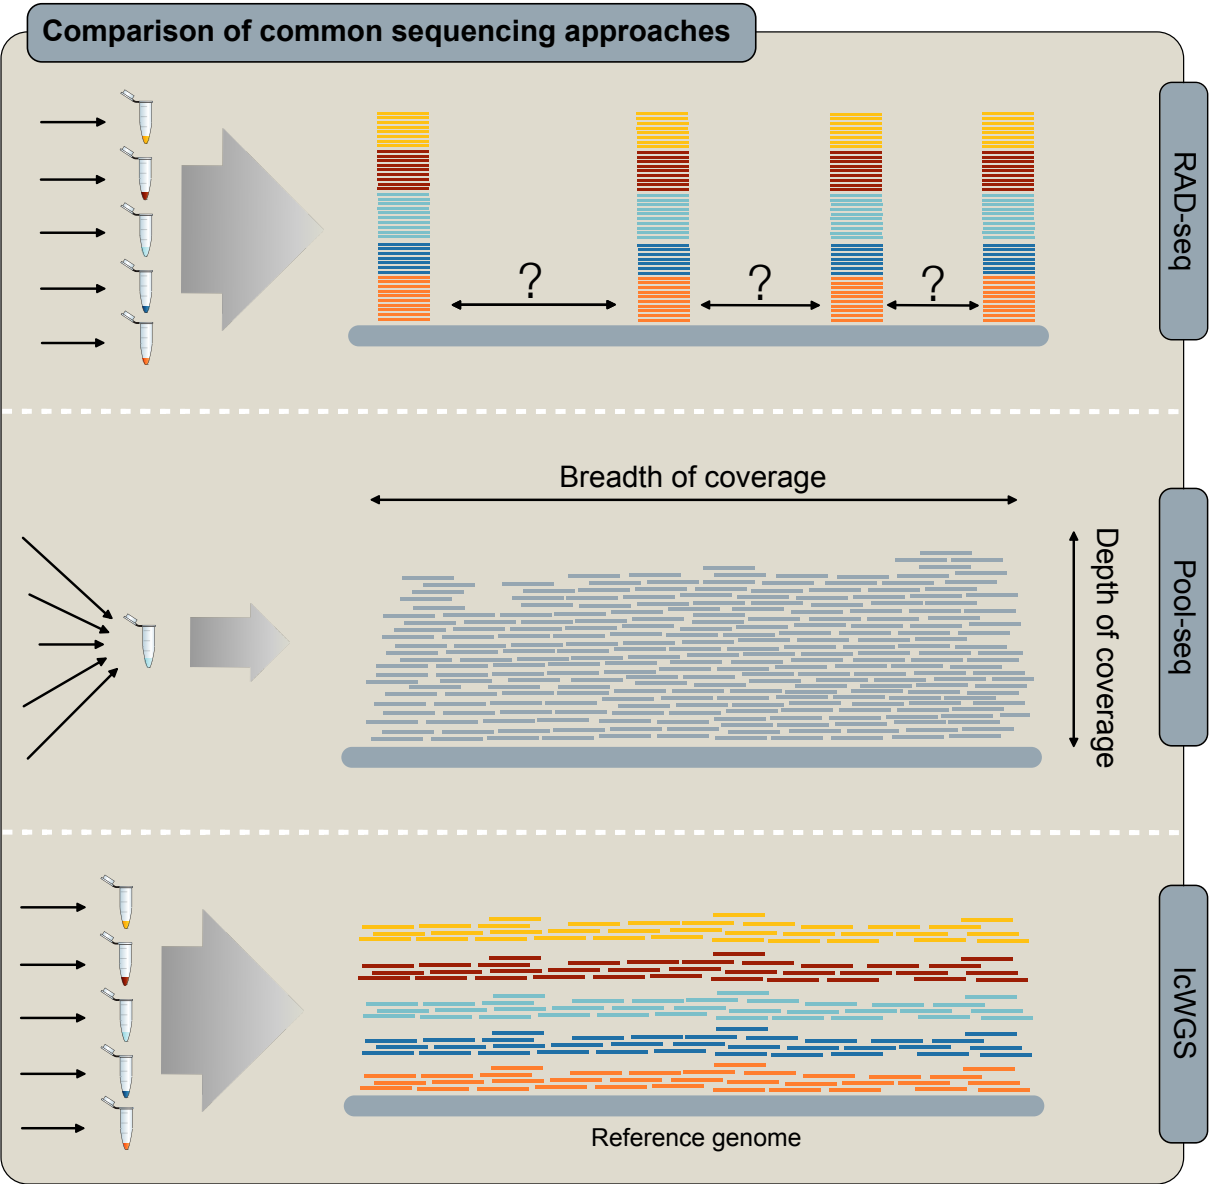 Comparison of common sequencing approaches
RAD-seq
? ? ?
Breadth of coverage
Depth of coverage
Pool-seq
lcWGS
Reference genome